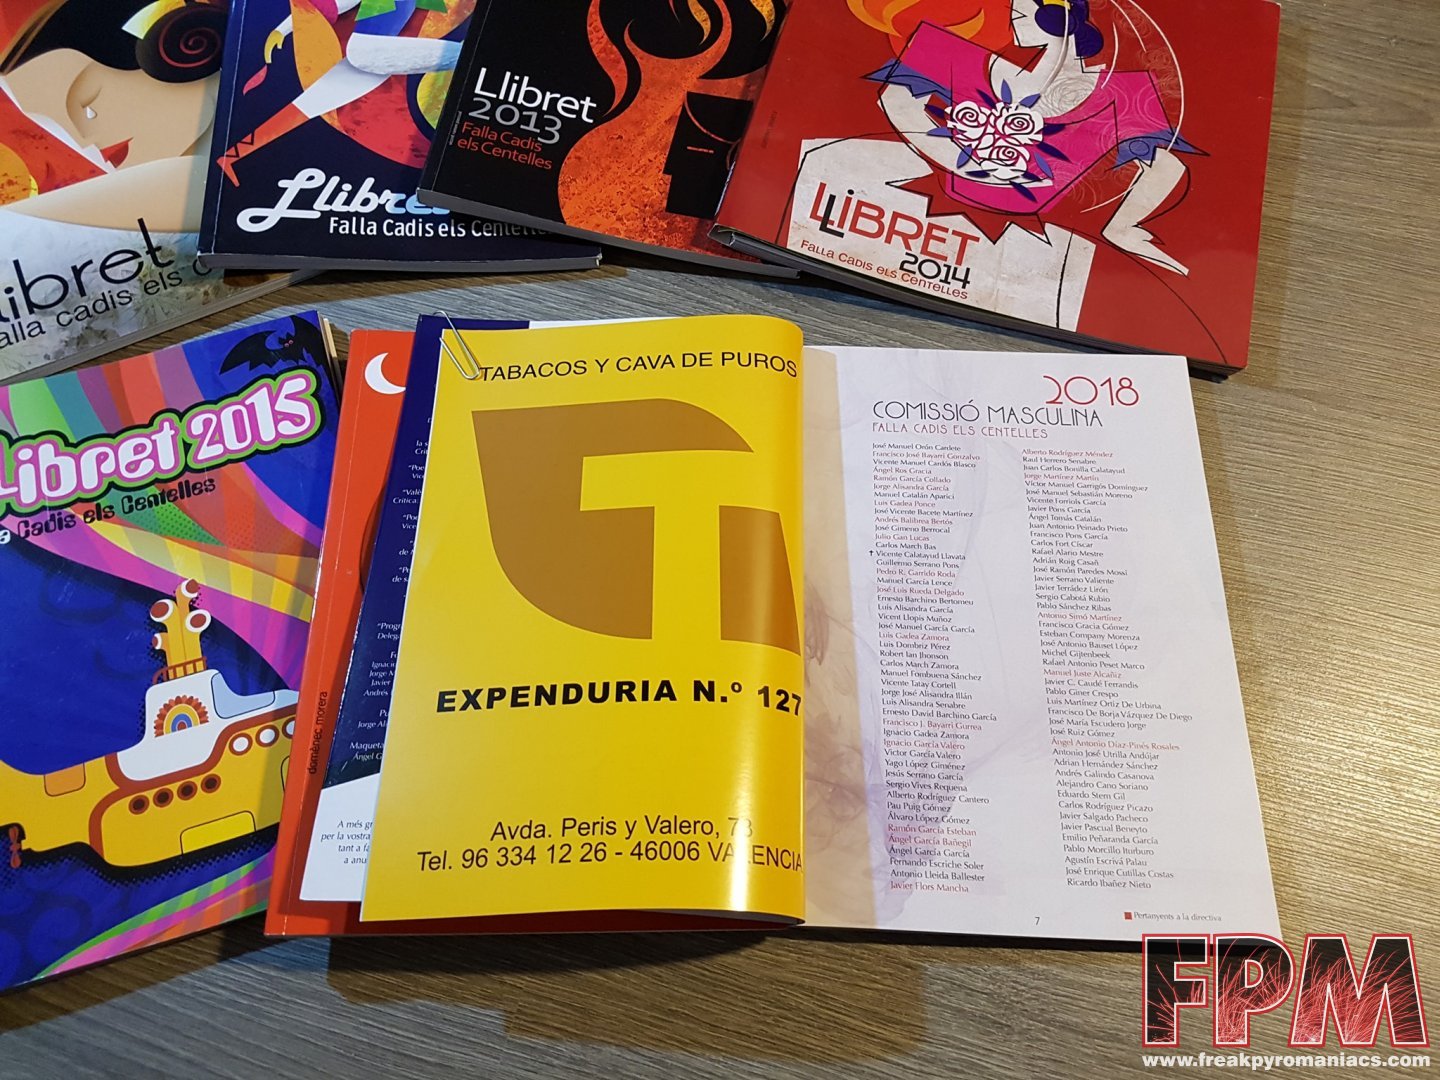 Llibret
Falla cadis els C
Llibret
Falla Cadis els Centelles
Llibret
2013
Falla Cadis
els Centelles
LLiBRET
2014
FALLA CADIS ELS CENTELLES
Llibret 2015
Cadis els Centelles
domènec morera
A més
per la vostra
tant a
a anu
TABACOS Y CAVA DE PUROS
T
EXPENDURIA N.º 127
Avda. Peris y Valero, 73
Tel. 96 334 12 26 - 46006 VALENCIA
2018
COMISSIÓ MASCULINA
FALLA CADIS ELS CENTELLES
José Manuel Orón Cardete
Francisco José Bayarri Gonzalvo
Vicente Manuel Cardós Blasco
Ángel Ros Gracia
Ramón García Collado
Jorge Alisandra García
Manuel Catalán Aparici
Luis Gadea Ponce
José Vicente Bacete Martínez
Andrés Balibrea Bertós
José Gimeno Berrocal
Julio Gan Lucas
Carlos March Bas
✝ Vicente Calatayud Llavata
Guillermo Serrano Pons
Pedro R. Garrido Roda
Manuel García Lence
José Luis Rueda Delgado
Ernesto Barchino Bertomeu
Luis Alisandra García
Vicent Llopis Muñoz
José Manuel García García
Luis Gadea Zamora
Luis Dombriz Pérez
Robert Ian Jhonson
Carlos March Zamora
Manuel Fombuena Sánchez
Vicente Tatay Cortell
Jorge José Alisandra Illán
Luis Alisandra Senabre
Ernesto David Barchino García
Francisco J. Bayarri Gurrea
Ignacio Gadea Zamora
Ignacio García Valero
Victor García Valero
Yago López Giménez
Jesús Serrano García
Sergio Vives Requena
Alberto Rodríguez Cantero
Pau Puig Gómez
Álvaro López Gómez
Ramón García Esteban
Ángel García Bañegil
Ángel García García
Fernando Escriche Soler
Antonio Lleida Ballester
Javier Flors Mancha
Alberto Rodríguez Méndez
Raul Herrero Senabre
Juan Carlos Bonilla Calatayud
Jorge Martínez Martín
Victor Manuel Garrigós Domínguez
José Manuel Sebastián Moreno
Vicente Forriols García
Javier Pons García
Ángel Tomás Catalán
Juan Antonio Peinado Prieto
Francisco Pons García
Carlos Fort Císcar
Rafael Alario Mestre
Adrián Roig Casañ
José Ramón Paredes Mossi
Javier Serrano Valiente
Javier Terrádez Lirón
Sergio Cabotá Rubio
Pablo Sánchez Ribas
Antonio Simó Martínez
Francisco Gracia Gómez
Esteban Company Morenza
José Antonio Bauset López
Michel Gijtenbeek
Rafael Antonio Peset Marco
Manuel Juste Alcañiz
Javier C. Caudé Ferrandis
Pablo Giner Crespo
Luis Martínez Ortiz De Urbina
Francisco De Borja Vázquez De Diego
José María Escudero Jorge
José Ruiz Gómez
Ángel Antonio Díaz-Pinés Rosales
Antonio José Utrilla Andújar
Adrian Hernández Sánchez
Andrés Galindo Casanova
Alejandro Cano Soriano
Eduardo Stern Gil
Carlos Rodríguez Picazo
Javier Salgado Pacheco
Javier Pascual Beneyto
Emilio Peñaranda García
Pablo Morcillo Iturburo
Agustín Escrivá Palau
José Enrique Cutillas Costas
Ricardo Ibañez Nieto
7
Pertanyents a la directiva
FPM
www.freakpyromaniacs.com